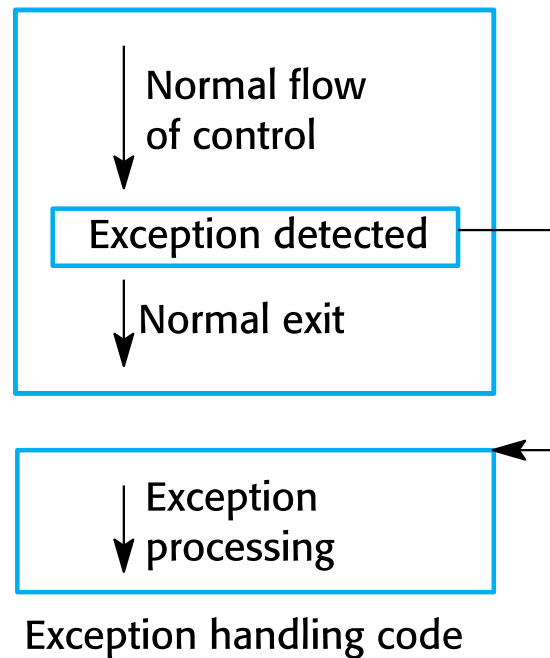 Normal flow
of control
Exception detected
Normal exit
Exception
processing
Exception handling code